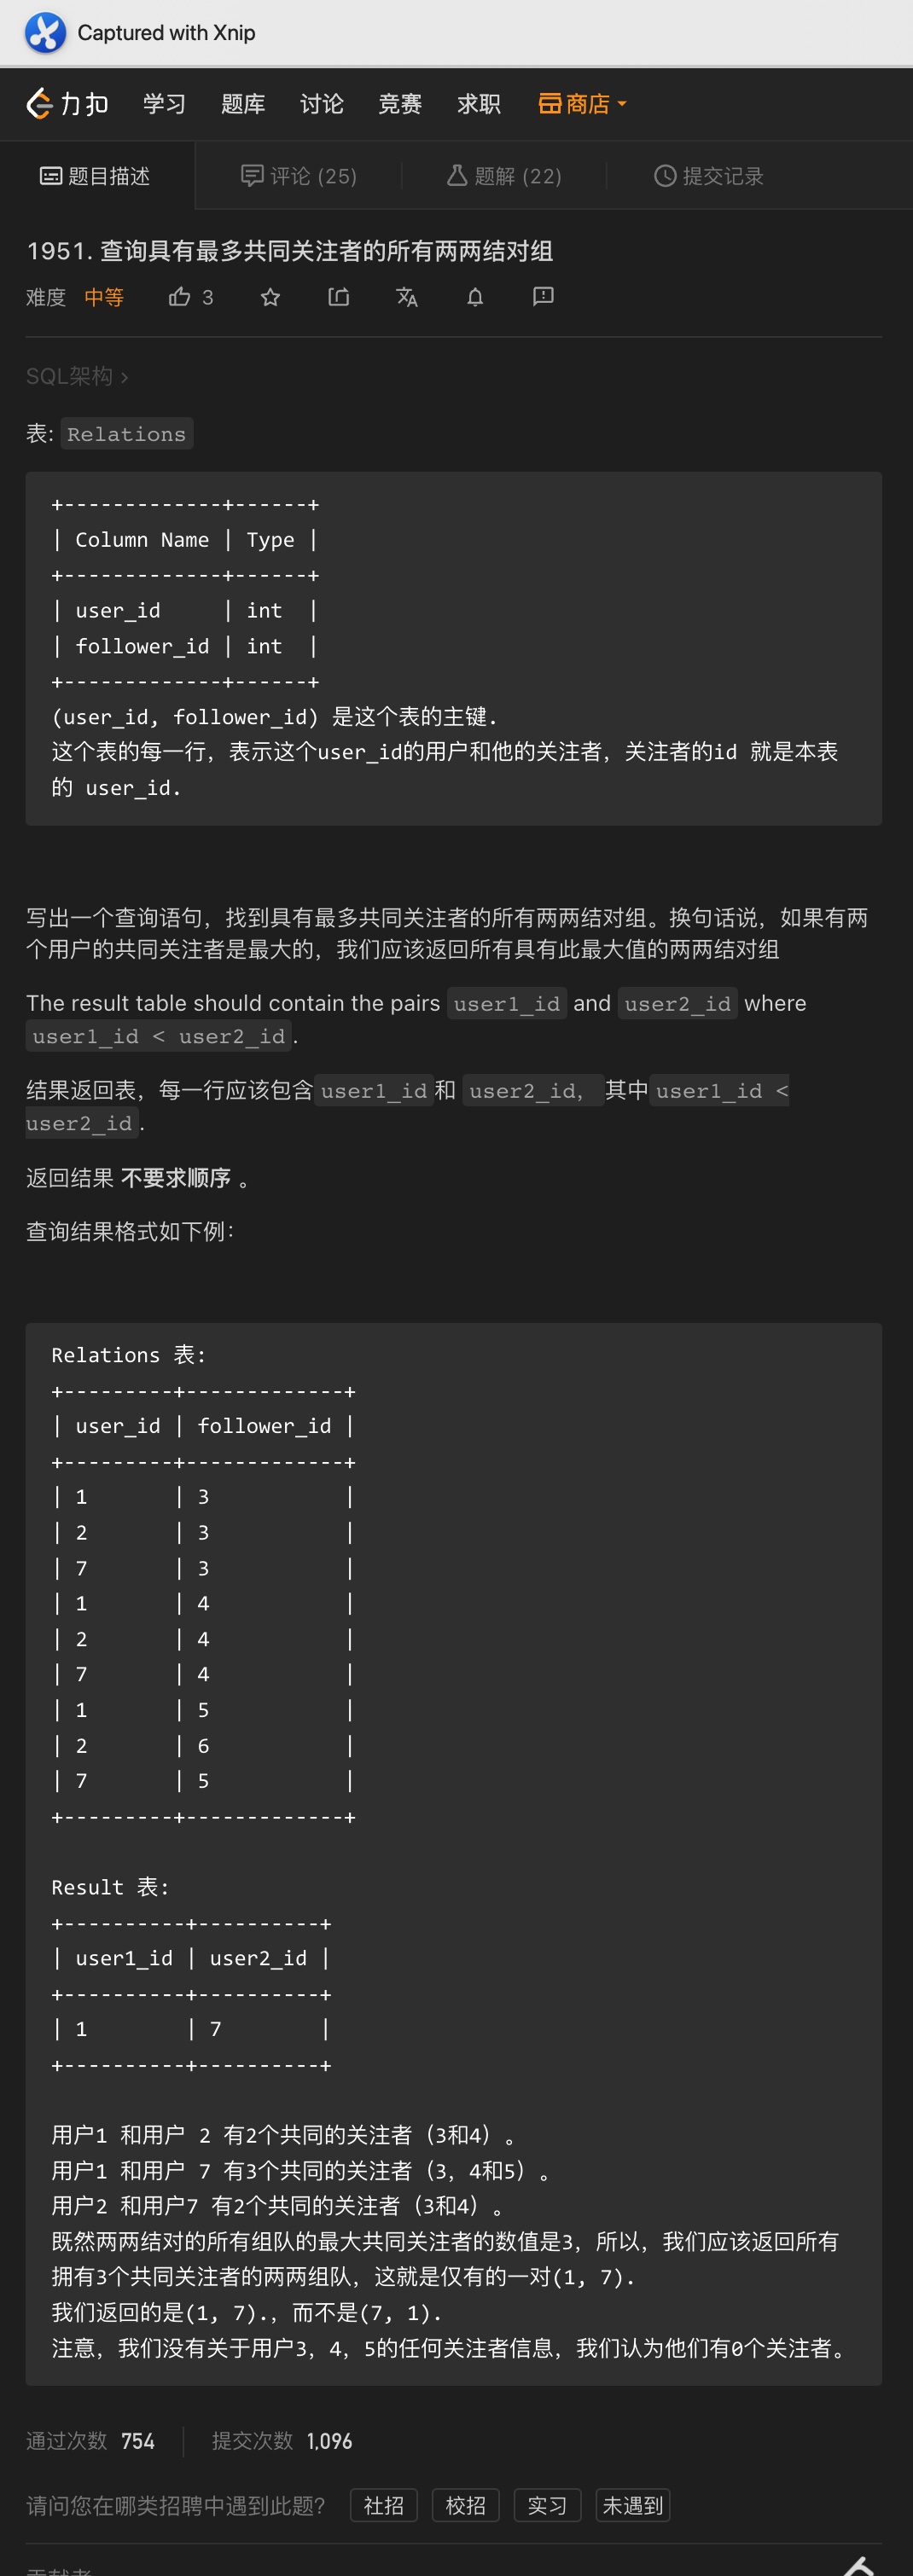 Captured with Xnip
力扣 学习 题库 讨论 竞赛 求职 商店
题目描述 评论 (25) 题解 (22) 提交记录
1951. 查询具有最多共同关注者的所有两两结对组
难度 中等 3
SQL架构 ›
表: Relations
+-------------+------+
| Column Name | Type |
+-------------+------+
| user_id     | int  |
| follower_id | int  |
+-------------+------+
(user_id, follower_id) 是这个表的主键.
这个表的每一行，表示这个user_id的用户和他的关注者，关注者的id 就是本表
的 user_id.
写出一个查询语句，找到具有最多共同关注者的所有两两结对组。换句话说，如果有两
个用户的共同关注者是最大的，我们应该返回所有具有此最大值的两两结对组
The result table should contain the pairs user1_id and user2_id where
user1_id < user2_id.
结果返回表，每一行应该包含user1_id和 user2_id， 其中user1_id <
user2_id.
返回结果 不要求顺序 。
查询结果格式如下例：
Relations 表:
+---------+-------------+
| user_id | follower_id |
+---------+-------------+
| 1       | 3           |
| 2       | 3           |
| 7       | 3           |
| 1       | 4           |
| 2       | 4           |
| 7       | 4           |
| 1       | 5           |
| 2       | 6           |
| 7       | 5           |
+---------+-------------+
Result 表:
+----------+----------+
| user1_id | user2_id |
+----------+----------+
| 1        | 7        |
+----------+----------+
用户1 和用户 2 有2个共同的关注者（3和4）。
用户1 和用户 7 有3个共同的关注者（3，4和5）。
用户2 和用户7 有2个共同的关注者（3和4）。
既然两两结对的所有组队的最大共同关注者的数值是3，所以，我们应该返回所有
拥有3个共同关注者的两两组队，这就是仅有的一对(1, 7).
我们返回的是(1, 7).，而不是(7, 1).
注意，我们没有关于用户3，4，5的任何关注者信息，我们认为他们有0个关注者。
通过次数 754 提交次数 1,096
请问您在哪类招聘中遇到此题？ 社招 校招 实习 未遇到